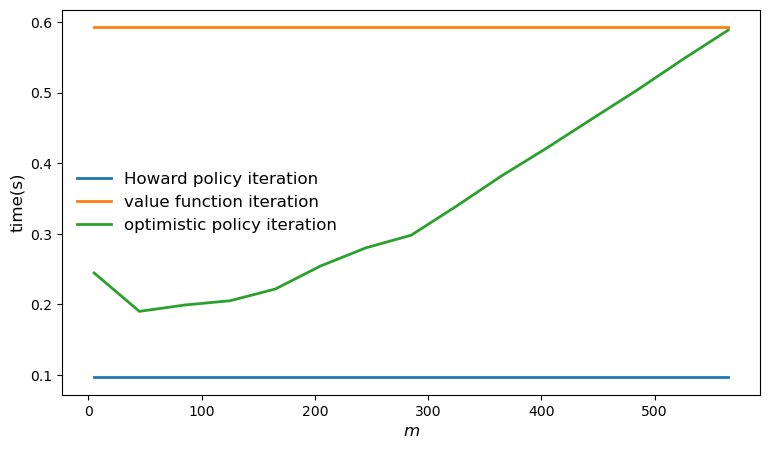 0.6
0.5
0.4
0.3
0.2
0.1
time(s)
Howard policy iteration
value function iteration
optimistic policy iteration
0 100 200 300 400 500
m